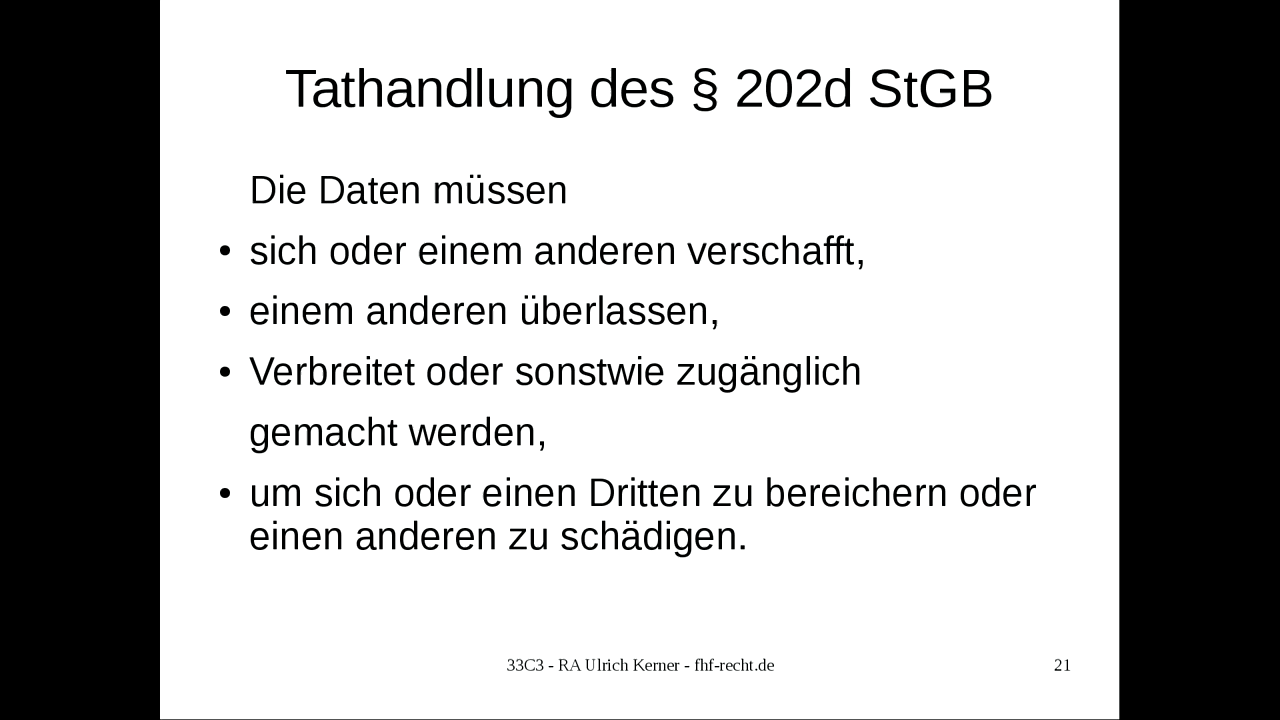 Tathandlung des § 202d StGB
Die Daten müssen
• sich oder einem anderen verschafft,
• einem anderen überlassen,
• Verbreitet oder sonstwie zugänglich
gemacht werden,
• um sich oder einen Dritten zu bereichern oder
einen anderen zu schädigen.
33C3 - RA Ulrich Kerner - fhf-recht.de 21